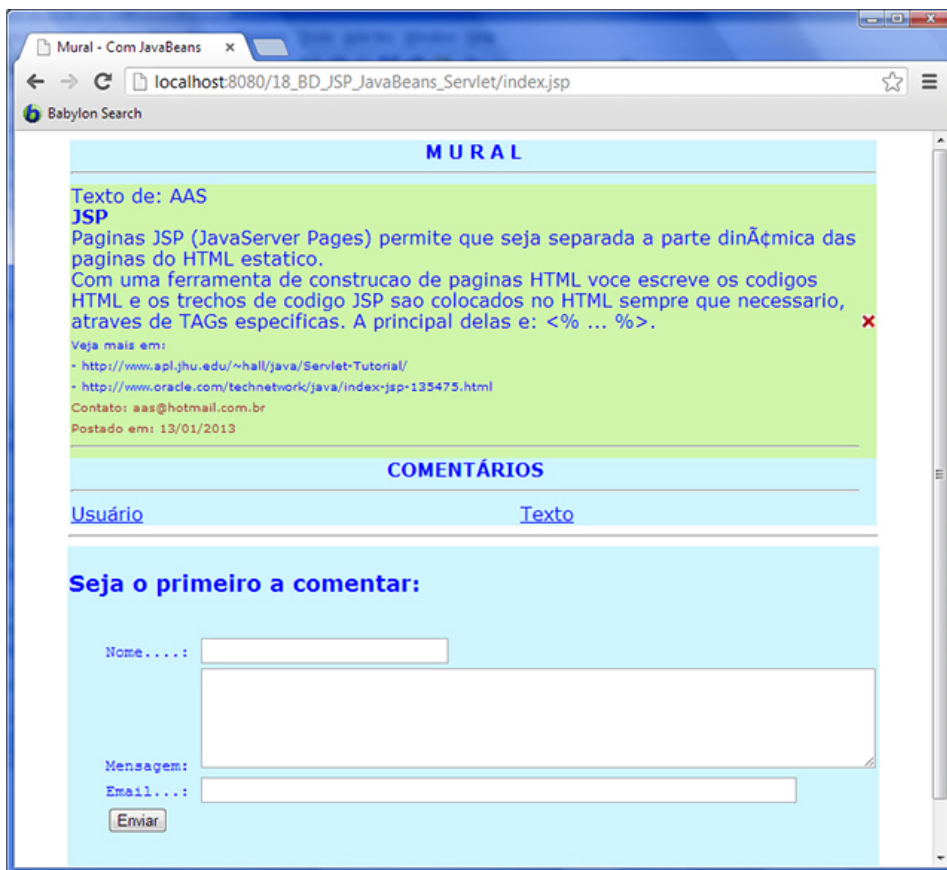 Mural - Com JavaBeans
localhost:8080/18_BD_JSP_JavaBeans_Servlet/index.jsp
Babylon Search
M U R A L
Texto de: AAS
JSP
Paginas JSP (JavaServer Pages) permite que seja separada a parte dinÃ¢mica das
paginas do HTML estatico.
Com uma ferramenta de construcao de paginas HTML voce escreve os codigos
HTML e os trechos de codigo JSP sao colocados no HTML sempre que necessario,
atraves de TAGs especificas. A principal delas e: <% ... %>.
Veja mais em:
- http://www.apl.jhu.edu/~hall/java/Servlet-Tutorial/
- http://www.oracle.com/technetwork/java/index-jsp-135475.html
Contato: aas@hotmail.com.br
Postado em: 13/01/2013
COMENTÁRIOS
Usuário Texto
Seja o primeiro a comentar:
Nome....:
Mensagem:
Email...:
Enviar